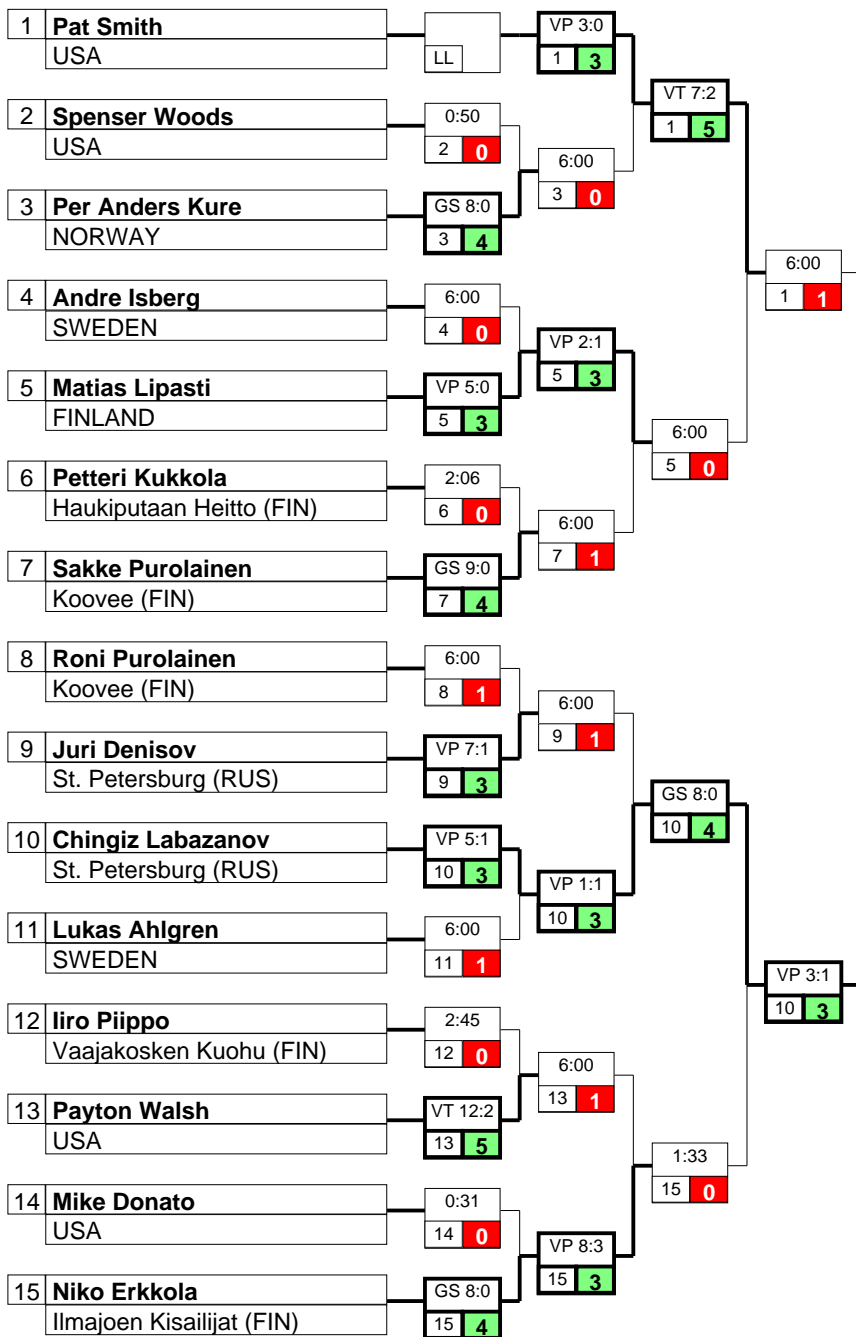 1 Pat Smith
USA
LL
VP 3:0
1 3
VT 7:2
1 5
2 Spenser Woods
USA
0:50
2 0
6:00
3 0
3 Per Anders Kure
NORWAY
GS 8:0
3 4
6:00
1 1
4 Andre Isberg
SWEDEN
6:00
4 0
VP 2:1
5 3
5 Matias Lipasti
FINLAND
VP 5:0
5 3
6:00
5 0
6 Petteri Kukkola
Haukiputaan Heitto (FIN)
2:06
6 0
6:00
7 1
7 Sakke Purolainen
Koovee (FIN)
GS 9:0
7 4
8 Roni Purolainen
Koovee (FIN)
6:00
8 1
6:00
9 1
9 Juri Denisov
St. Petersburg (RUS)
VP 7:1
9 3
GS 8:0
10 4
10 Chingiz Labazanov
St. Petersburg (RUS)
VP 5:1
10 3
VP 1:1
10 3
11 Lukas Ahlgren
SWEDEN
6:00
11 1
VP 3:1
10 3
12 Iiro Piippo
Vaajakosken Kuohu (FIN)
2:45
12 0
6:00
13 1
13 Payton Walsh
USA
VT 12:2
13 5
1:33
15 0
14 Mike Donato
USA
0:31
14 0
VP 8:3
15 3
15 Niko Erkkola
Ilmajoen Kisailijat (FIN)
GS 8:0
15 4